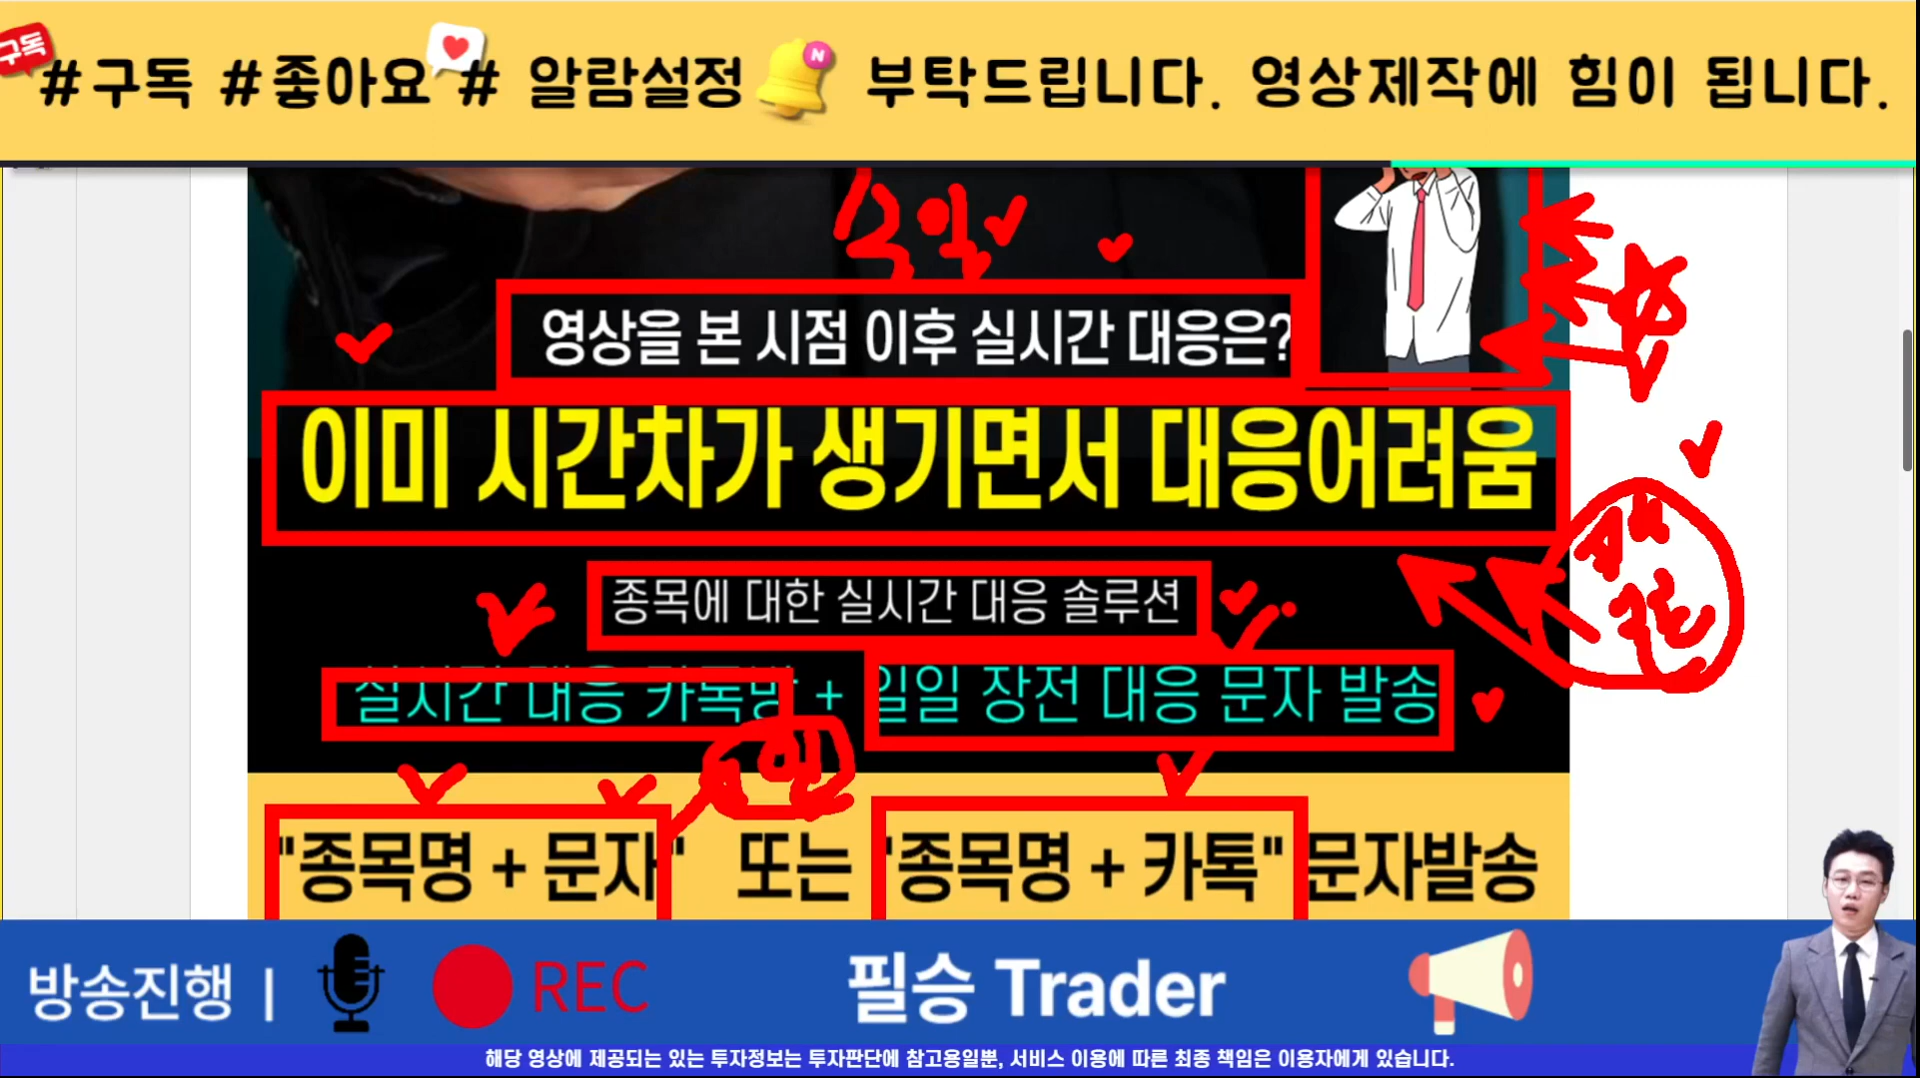 구독
#구독 #좋아요 # 알람설정 부탁드립니다. 영상제작에 힘이 됩니다.
N
영상을 본 시점 이후 실시간 대응은?
이미 시간차가 생기면서 대응어려움
종목에 대한 실시간 대응 솔루션
실시간 대응 카톡방 + 일일 장전 대응 문자 발송
"종목명 + 문자" 또는 "종목명 + 카톡" 문자발송
방송진행 | REC 필승 Trader
해당 영상에 제공되는 있는 투자정보는 투자판단에 참고용일뿐, 서비스 이용에 따른 최종 책임은 이용자에게 있습니다.